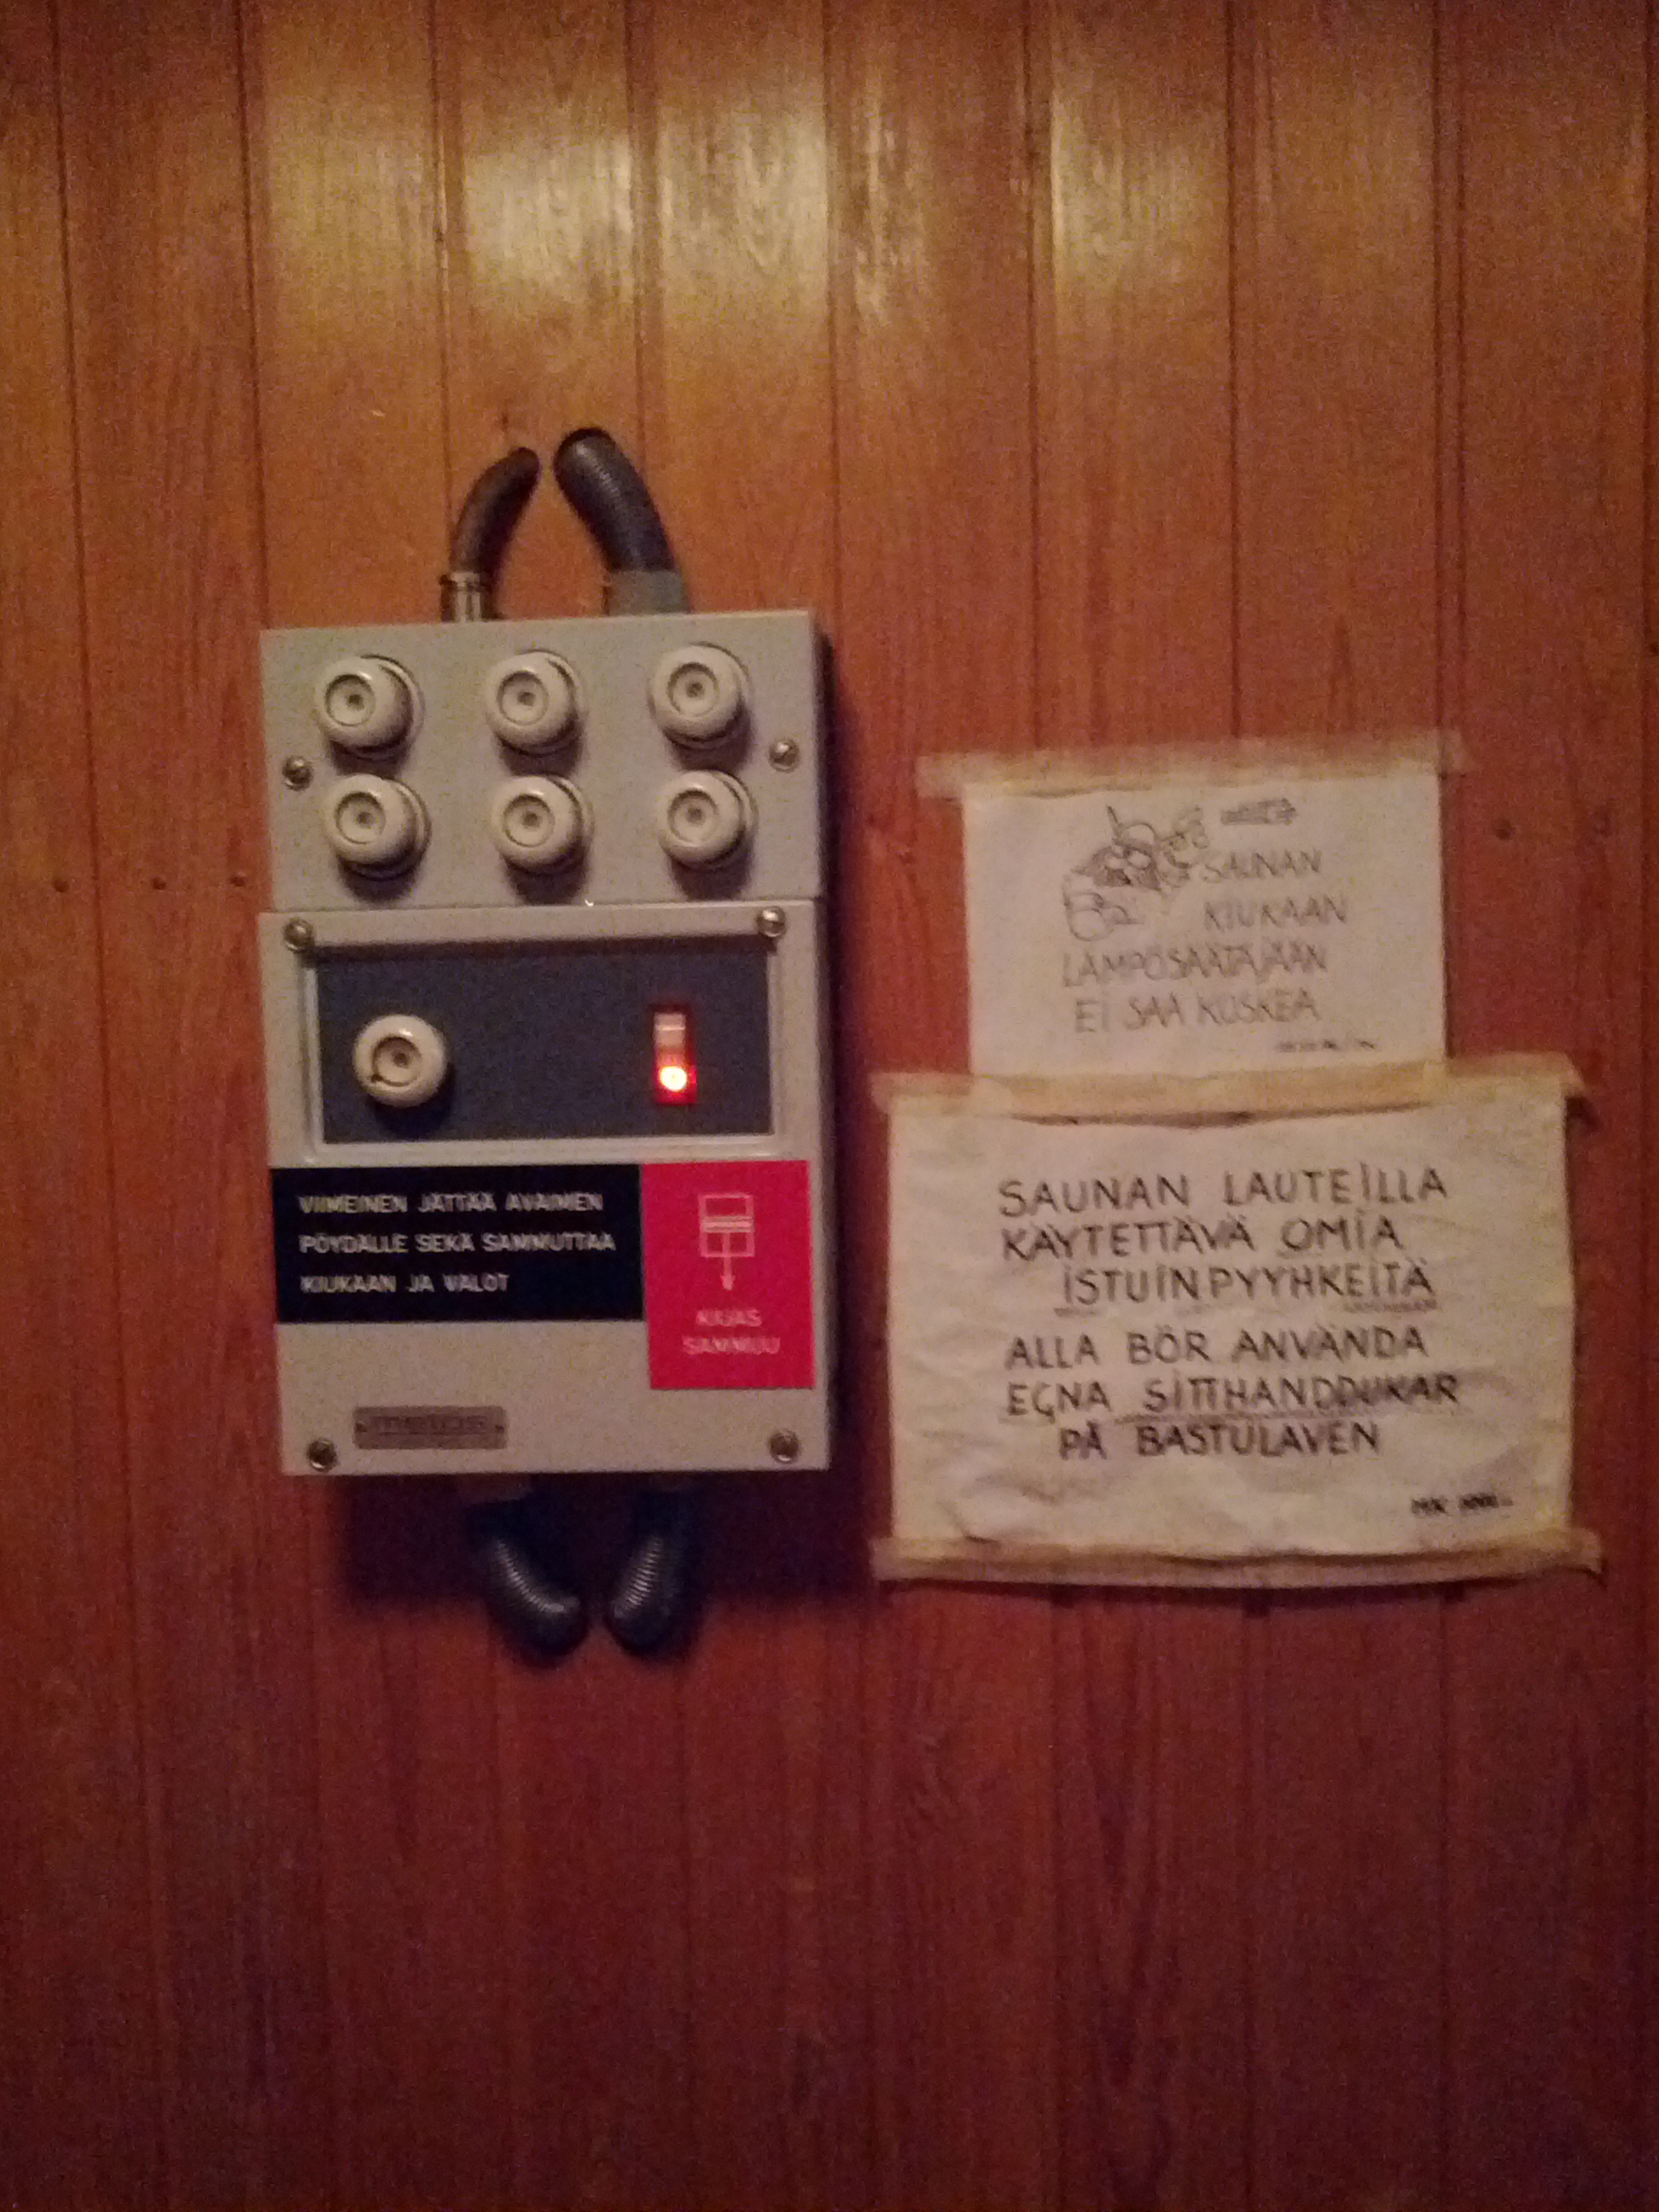 VIIMEINEN JÄTTÄÄ AVAIMEN
PÖYDÄLLE SEKÄ SAMMUTTAA
KIUKAAN JA VALOT
KIUAS
SAMMUU
metos
SAUNAN
KIUKAAN
LÄMPÖSÄÄTÄJÄÄN
EI SAA KOSKEA
SAUNAN LAUTEILLA
KÄYTETTÄVÄ OMIA
ISTUINPYYHKEITÄ
ALLA BÖR ANVÄNDA
EGNA SITTHANDDUKAR
PÅ BASTULAVEN